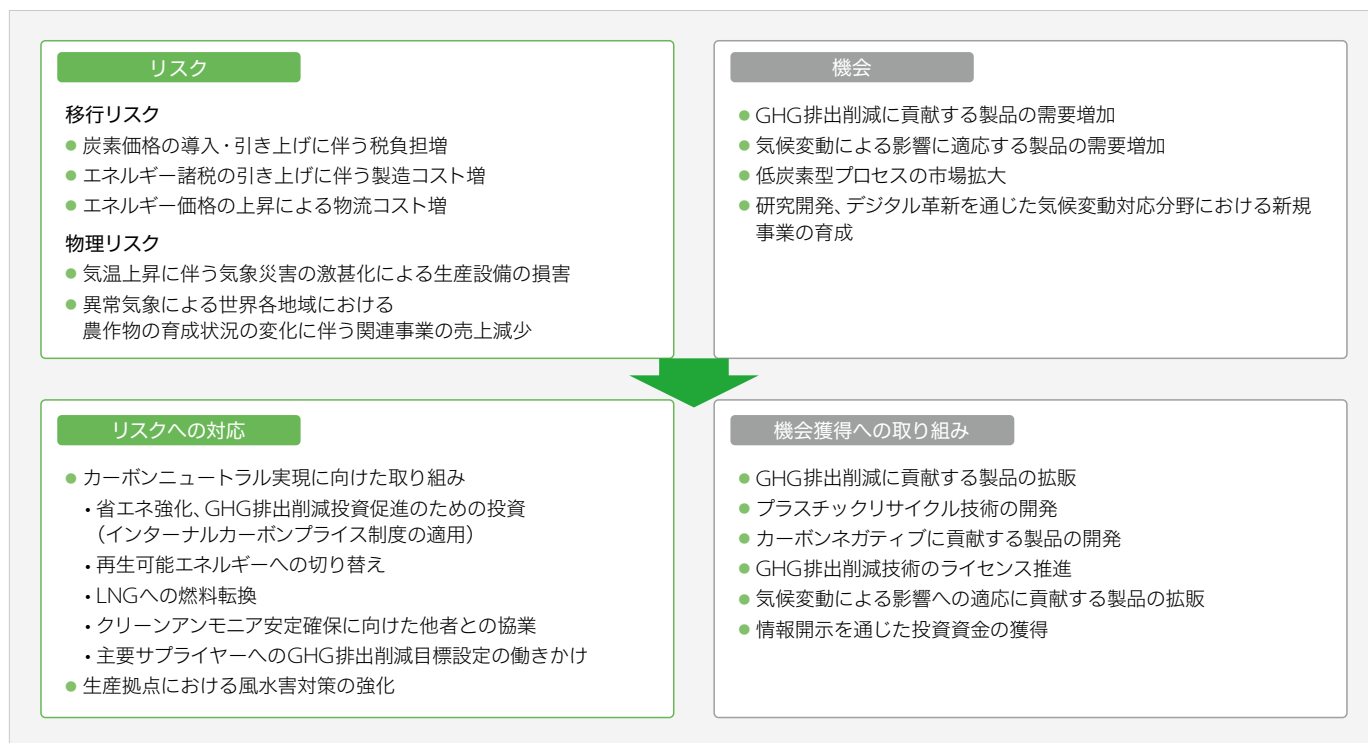 リスク
移行リスク
● 炭素価格の導入・引き上げに伴う税負担増
● エネルギー諸税の引き上げに伴う製造コスト増
● エネルギー価格の上昇による物流コスト増
物理リスク
● 気温上昇に伴う気象災害の激甚化による生産設備の損害
● 異常気象による世界各地域における
農作物の育成状況の変化に伴う関連事業の売上減少
機会
● GHG排出削減に貢献する製品の需要増加
● 気候変動による影響に適応する製品の需要増加
● 低炭素型プロセスの市場拡大
● 研究開発、デジタル革新を通じた気候変動対応分野における新規
事業の育成
リスクへの対応
● カーボンニュートラル実現に向けた取り組み
・省エネ強化、GHG排出削減投資促進のための投資
（インターナルカーボンプライス制度の適用）
・再生可能エネルギーへの切り替え
・LNGへの燃料転換
・クリーンアンモニア安定確保に向けた他者との協業
・主要サプライヤーへのGHG排出削減目標設定の働きかけ
● 生産拠点における風水害対策の強化
機会獲得への取り組み
● GHG排出削減に貢献する製品の拡販
● プラスチックリサイクル技術の開発
● カーボンネガティブに貢献する製品の開発
● GHG排出削減技術のライセンス推進
● 気候変動による影響への適応に貢献する製品の拡販
● 情報開示を通じた投資資金の獲得